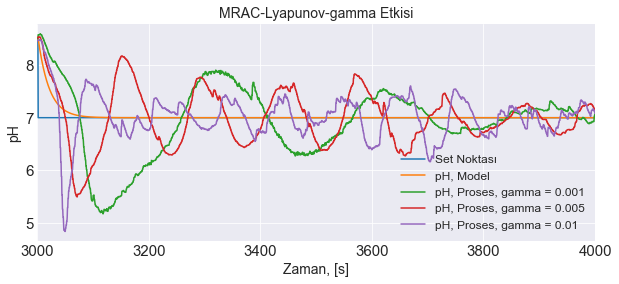 MRAC-Lyapunov-gamma Etkisi
pH
8
7
6
5
Set Noktası
pH, Model
pH, Proses, gamma = 0.001
pH, Proses, gamma = 0.005
pH, Proses, gamma = 0.01
3000 3200 3400 3600 3800 4000
Zaman, [s]